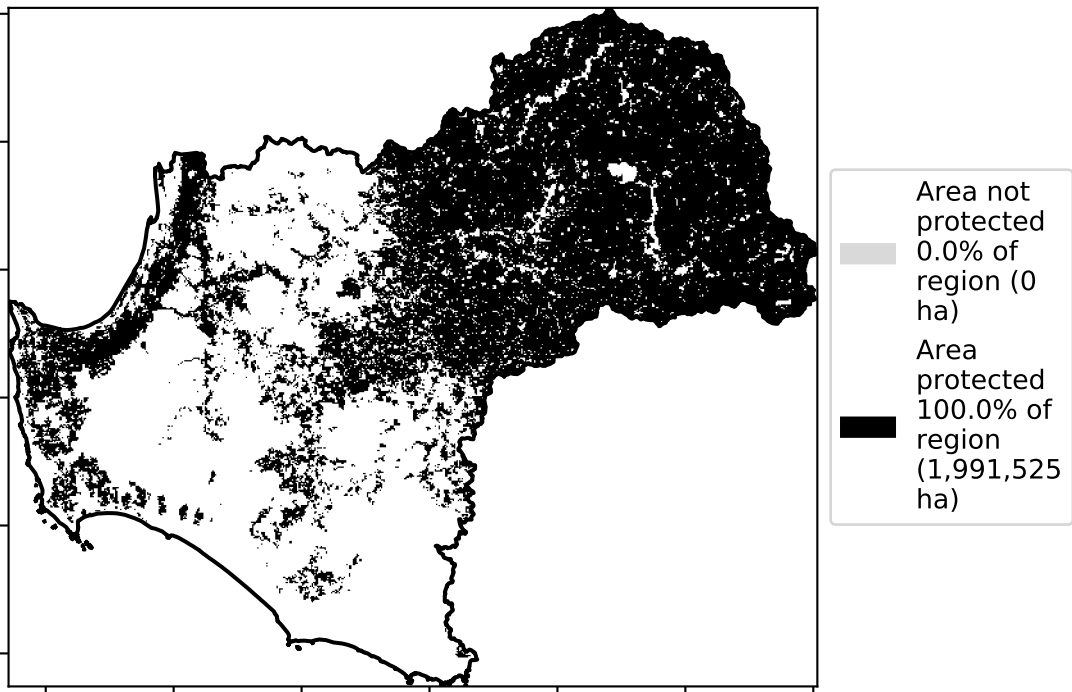 Area not
protected
0.0% of
region (0
ha)
Area
protected
100.0% of
region
(1,991,525
ha)